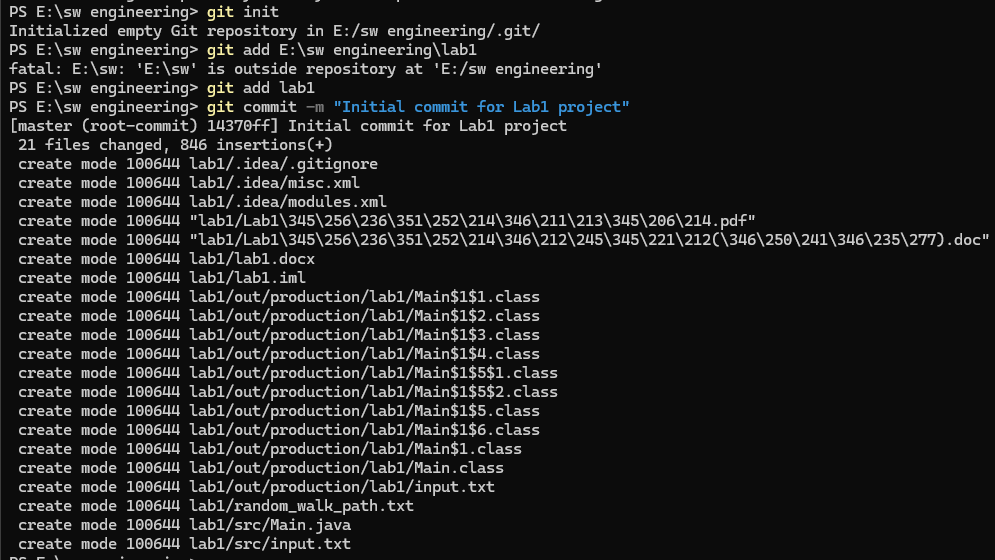 PS E:\sw engineering> git init
Initialized empty Git repository in E:/sw engineering/.git/
PS E:\sw engineering> git add E:\sw engineering\lab1
fatal: E:\sw: 'E:\sw' is outside repository at 'E:/sw engineering'
PS E:\sw engineering> git add lab1
PS E:\sw engineering> git commit -m "Initial commit for Lab1 project"
[master (root-commit) 14370ff] Initial commit for Lab1 project
 21 files changed, 846 insertions(+)
 create mode 100644 lab1/.idea/.gitignore
 create mode 100644 lab1/.idea/misc.xml
 create mode 100644 lab1/.idea/modules.xml
 create mode 100644 "lab1/Lab1\345\256\236\351\252\214\346\211\213\345\206\214.pdf"
 create mode 100644 "lab1/Lab1\345\256\236\351\252\214\346\212\245\345\221\212(\346\250\241\346\235\277).doc"
 create mode 100644 lab1/lab1.docx
 create mode 100644 lab1/lab1.iml
 create mode 100644 lab1/out/production/lab1/Main$1$1.class
 create mode 100644 lab1/out/production/lab1/Main$1$2.class
 create mode 100644 lab1/out/production/lab1/Main$1$3.class
 create mode 100644 lab1/out/production/lab1/Main$1$4.class
 create mode 100644 lab1/out/production/lab1/Main$1$5$1.class
 create mode 100644 lab1/out/production/lab1/Main$1$5$2.class
 create mode 100644 lab1/out/production/lab1/Main$1$5.class
 create mode 100644 lab1/out/production/lab1/Main$1$6.class
 create mode 100644 lab1/out/production/lab1/Main$1.class
 create mode 100644 lab1/out/production/lab1/Main.class
 create mode 100644 lab1/out/production/lab1/input.txt
 create mode 100644 lab1/random_walk_path.txt
 create mode 100644 lab1/src/Main.java
 create mode 100644 lab1/src/input.txt